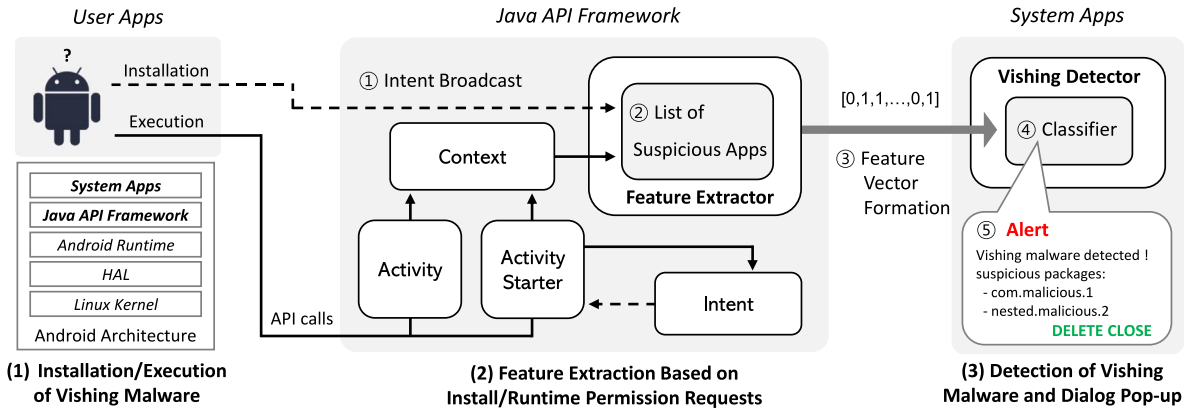 User Apps
Java API Framework
System Apps
?
Installation
Execution
① Intent Broadcast
② List of
Suspicious Apps
Feature Extractor
Context
Activity
Activity
Starter
Intent
API calls
[0,1,1,...,0,1]
③ Feature
Vector
Formation
Vishing Detector
④ Classifier
⑤ Alert
Vishing malware detected !
suspicious packages:
- com.malicious.1
- nested.malicious.2
DELETE CLOSE
System Apps
Java API Framework
Android Runtime
HAL
Linux Kernel
Android Architecture
(1) Installation/Execution
of Vishing Malware
(2) Feature Extraction Based on
Install/Runtime Permission Requests
(3) Detection of Vishing
Malware and Dialog Pop-up